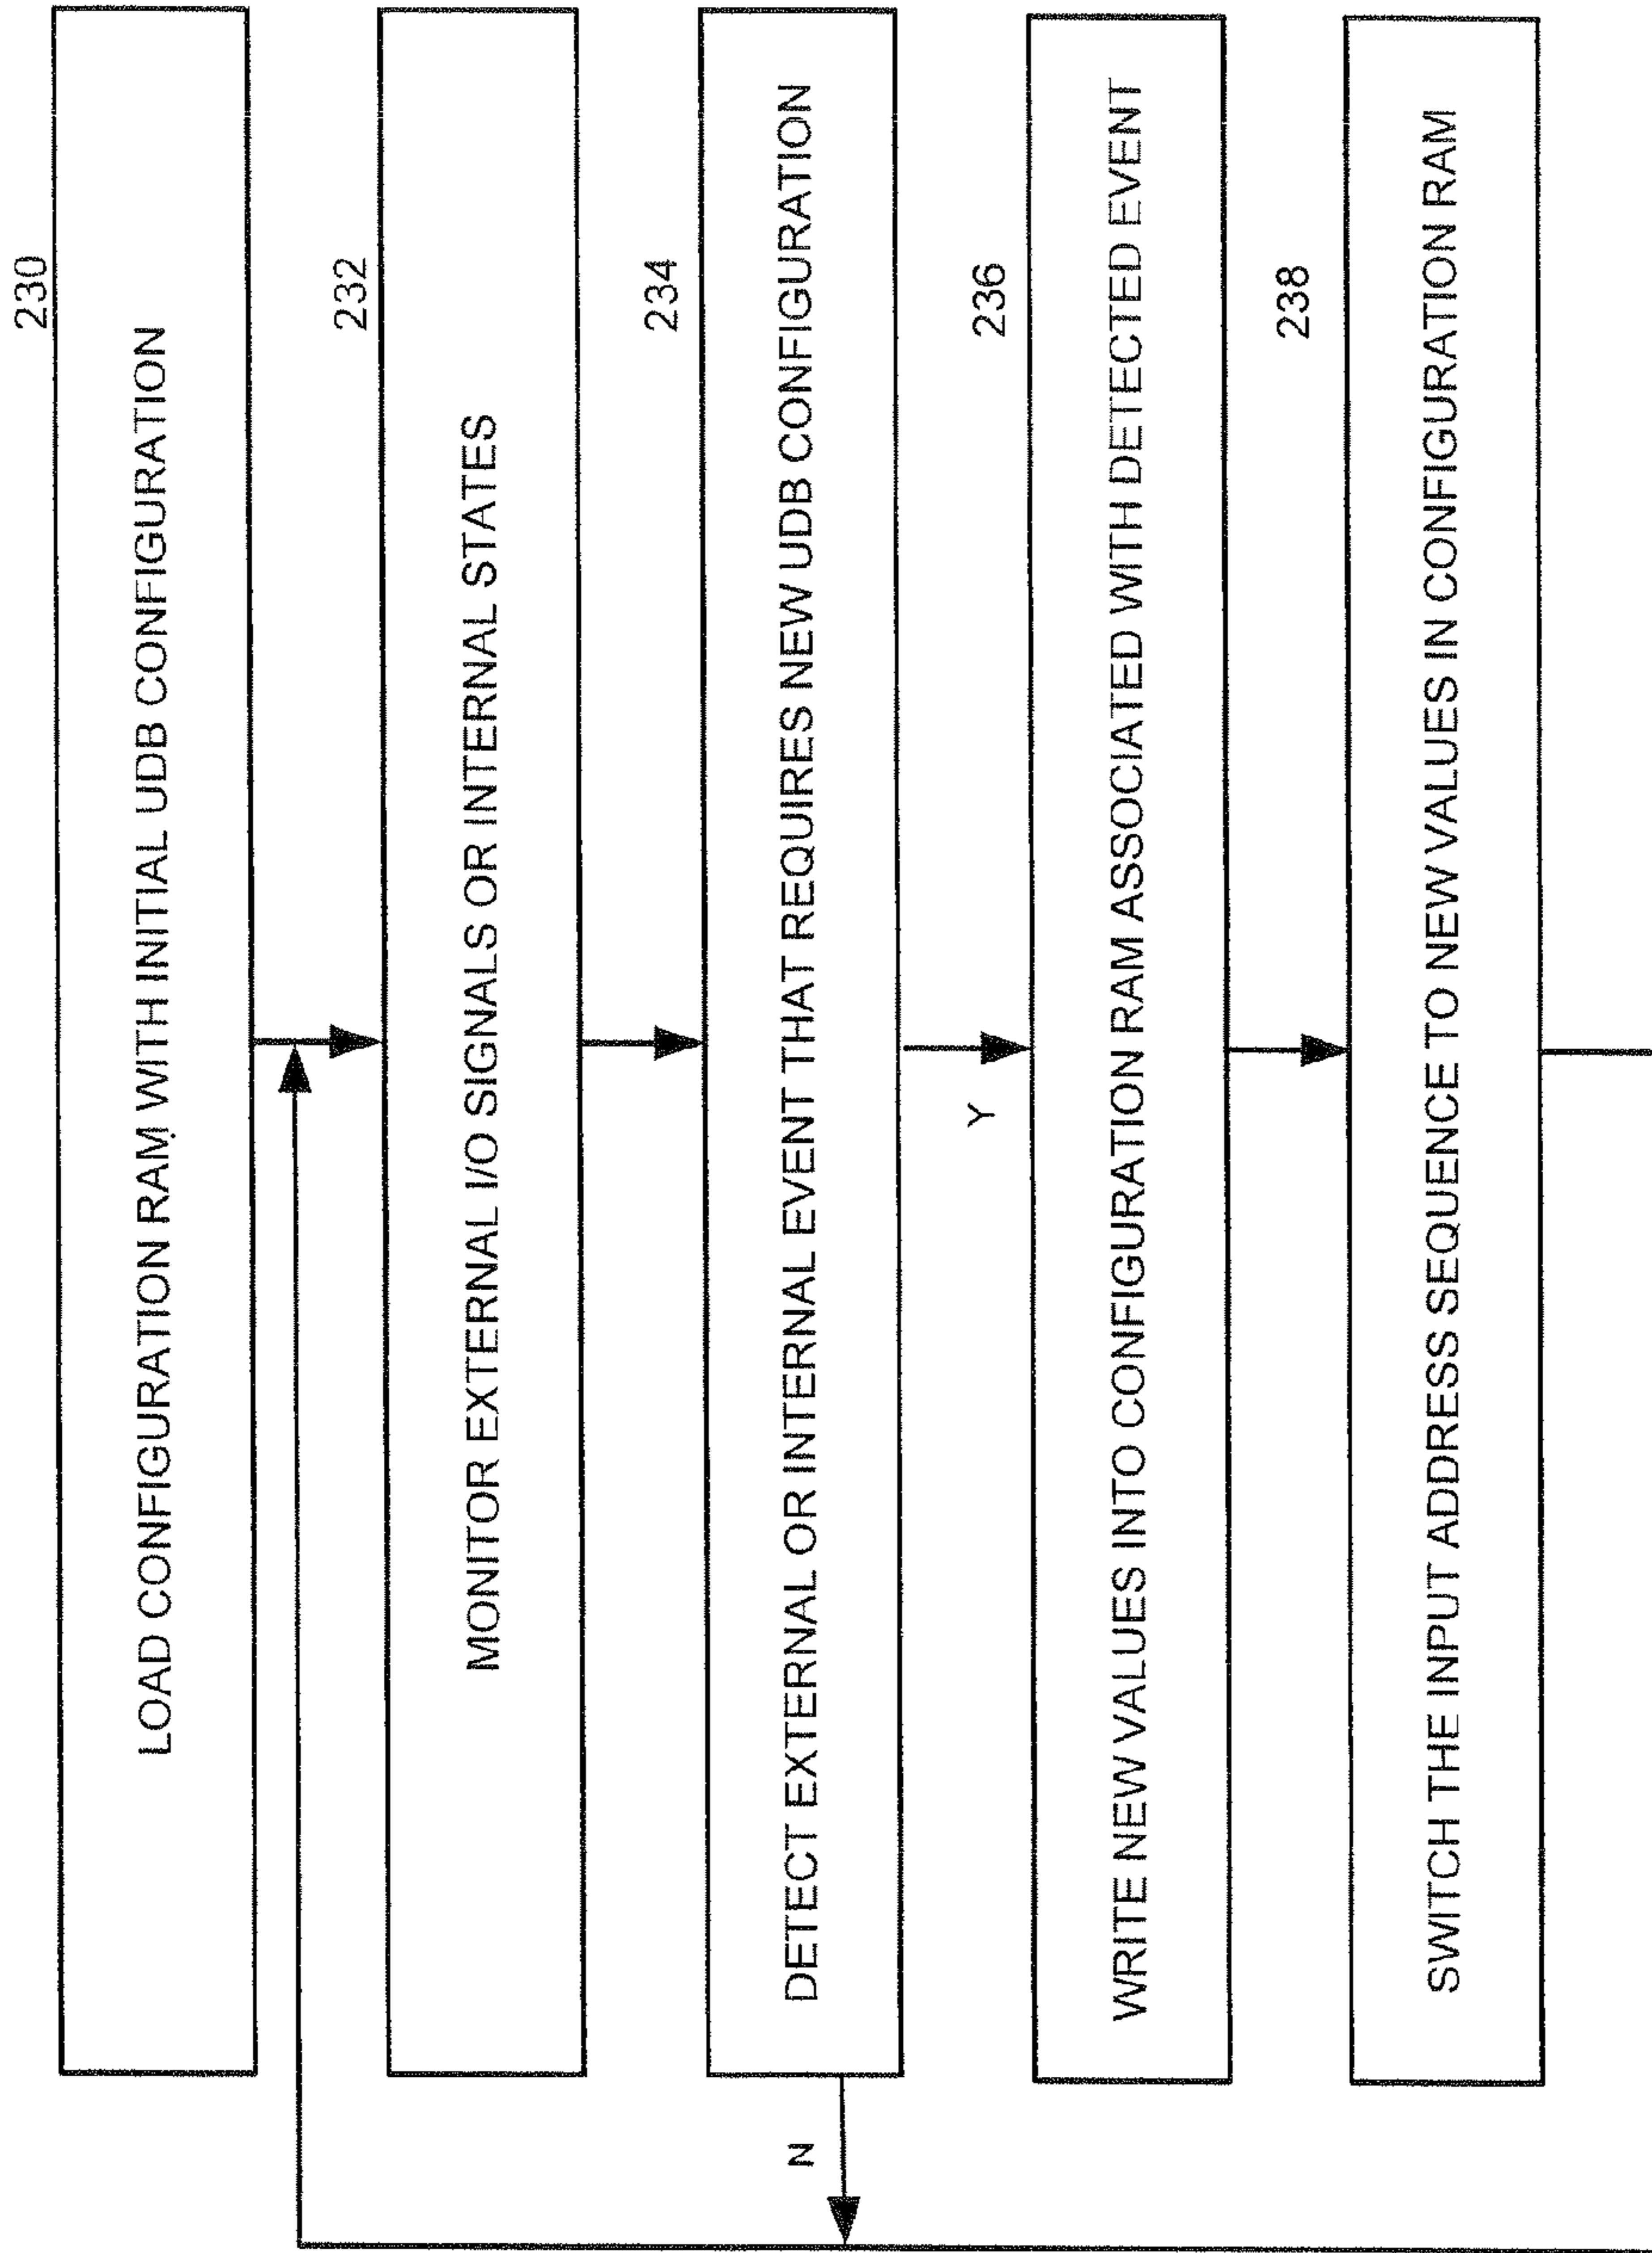 230
LOAD CONFIGURATION RAM WITH INITIAL UDB CONFIGURATION
232
MONITOR EXTERNAL I/O SIGNALS OR INTERNAL STATES
234
DETECT EXTERNAL OR INTERNAL EVENT THAT REQUIRES NEW UDB CONFIGURATION
N
Y
236
WRITE NEW VALUES INTO CONFIGURATION RAM ASSOCIATED WITH DETECTED EVENT
238
SWITCH THE INPUT ADDRESS SEQUENCE TO NEW VALUES IN CONFIGURATION RAM